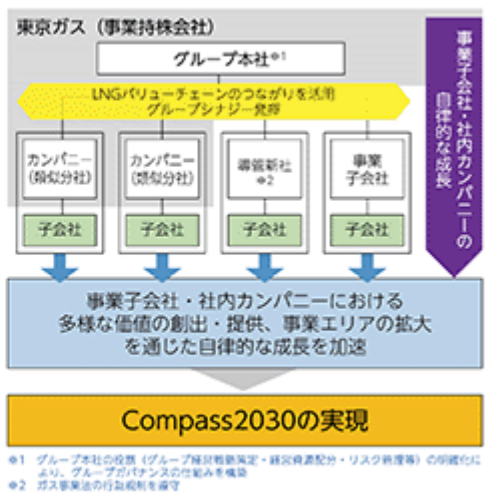 東京ガス（事業持株会社）
グループ本社※1
LNGバリューチェーンのつながりを活用
グループシナジー発揮
カンパニー
（類似分社）
子会社
カンパニー
（類似分社）
子会社
導管新社
※2
子会社
事業
子会社
子会社
事業子会社・社内カンパニーの
自律的な成長
事業子会社・社内カンパニーにおける
多様な価値の創出・提供、事業エリアの拡大
を通じた自律的な成長を加速
Compass2030の実現
※1 グループ本社の役割（グループ経営戦略策定・経営資源配分・リスク管理等）の明確化に
より、グループガバナンスの仕組みを構築
※2 ガス事業法の行為規制を遵守